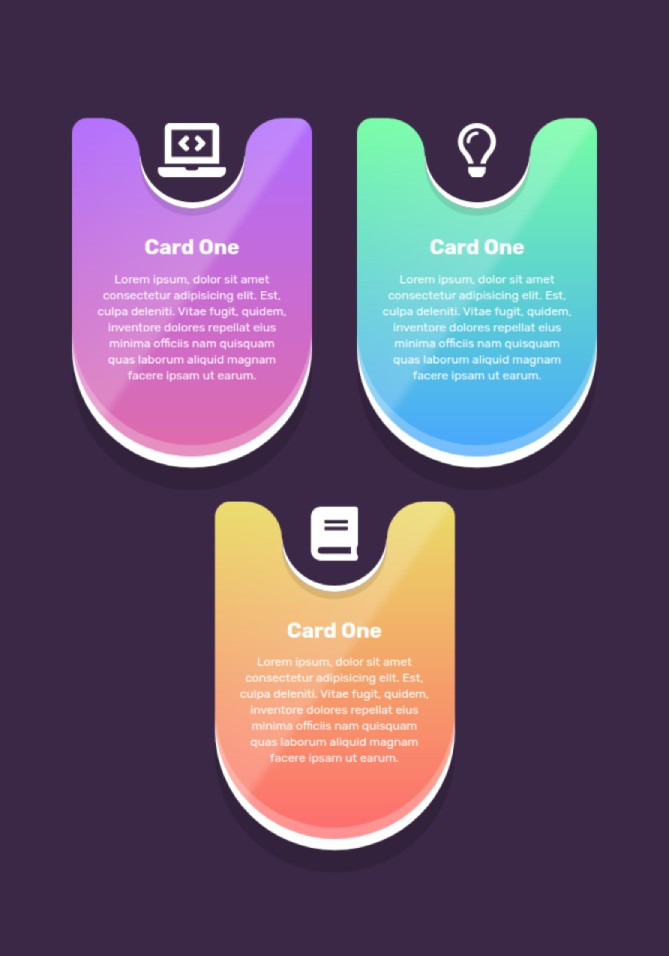 Card One
Lorem ipsum, dolor sit amet
consectetur adipisicing elit. Est,
culpa deleniti. Vitae fugit, quidem,
inventore dolores repellat eius
minima officiis nam quisquam
quas laborum aliquid magnam
facere ipsam ut earum.
Card One
Lorem ipsum, dolor sit amet
consectetur adipisicing elit. Est,
culpa deleniti. Vitae fugit, quidem,
inventore dolores repellat eius
minima officiis nam quisquam
quas laborum aliquid magnam
facere ipsam ut earum.
Card One
Lorem ipsum, dolor sit amet
consectetur adipisicing elit. Est,
culpa deleniti. Vitae fugit, quidem,
inventore dolores repellat eius
minima officiis nam quisquam
quas laborum aliquid magnam
facere ipsam ut earum.